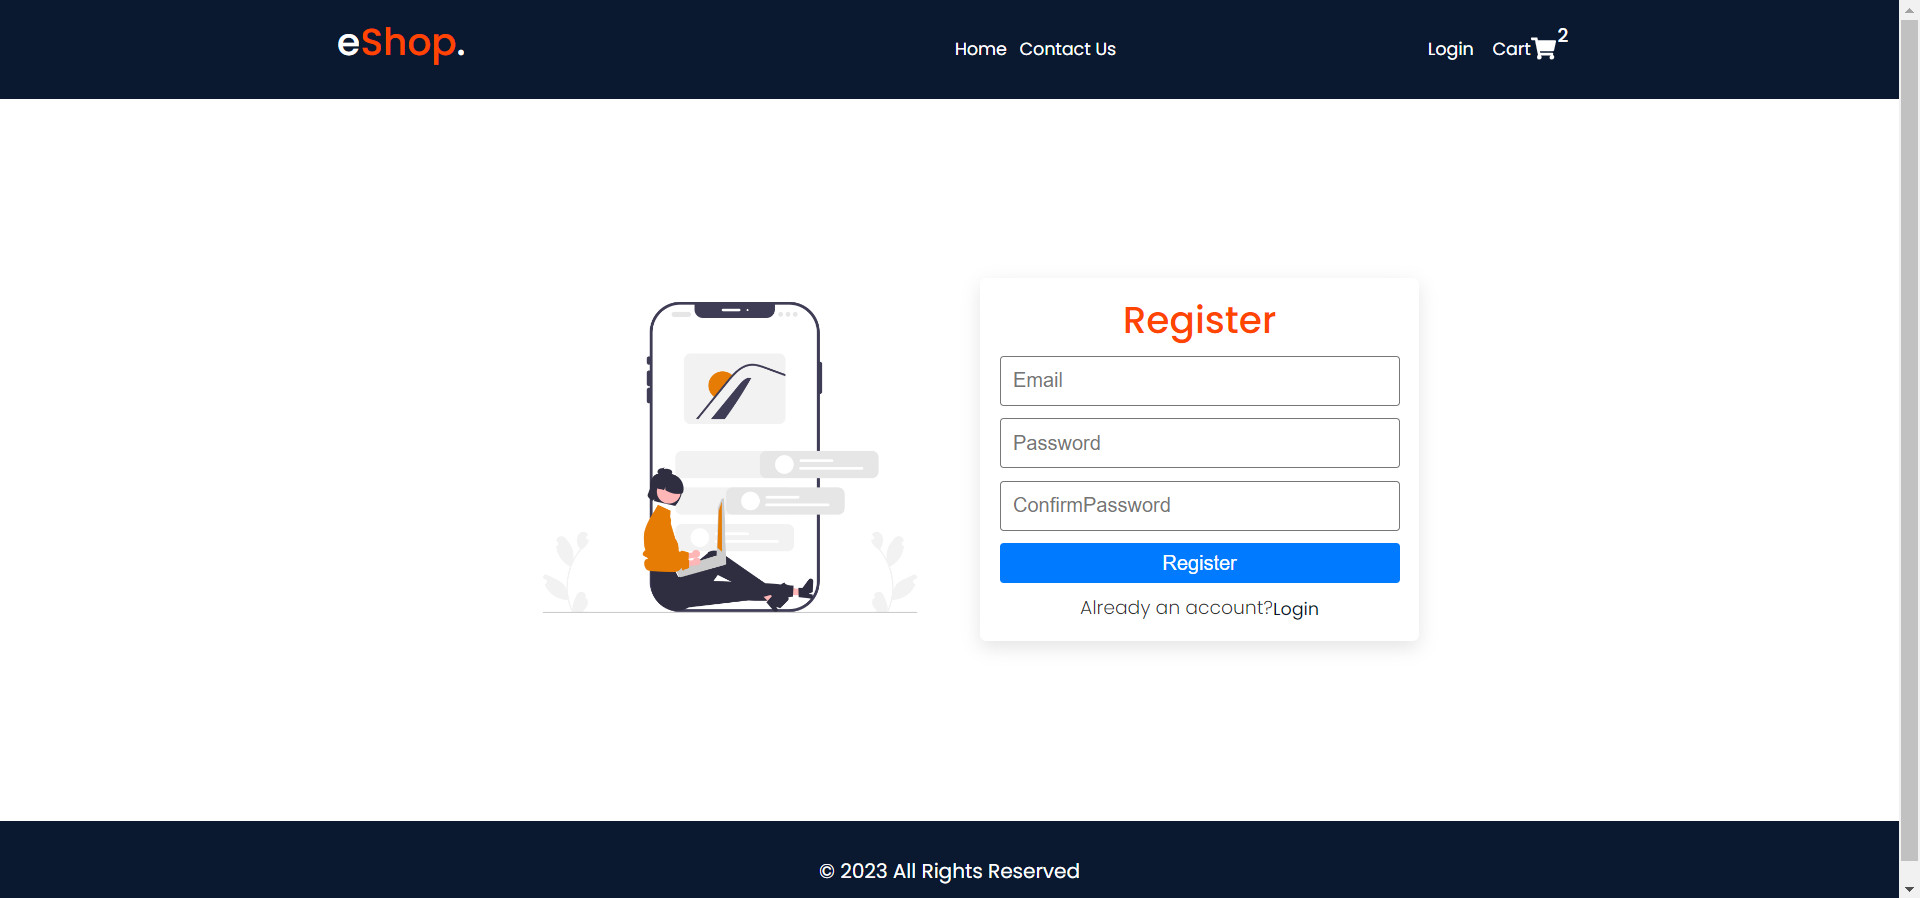 eShop.
Home Contact Us
Login Cart 2
Register
Email
Password
ConfirmPassword
Register
Already an account?Login
© 2023 All Rights Reserved